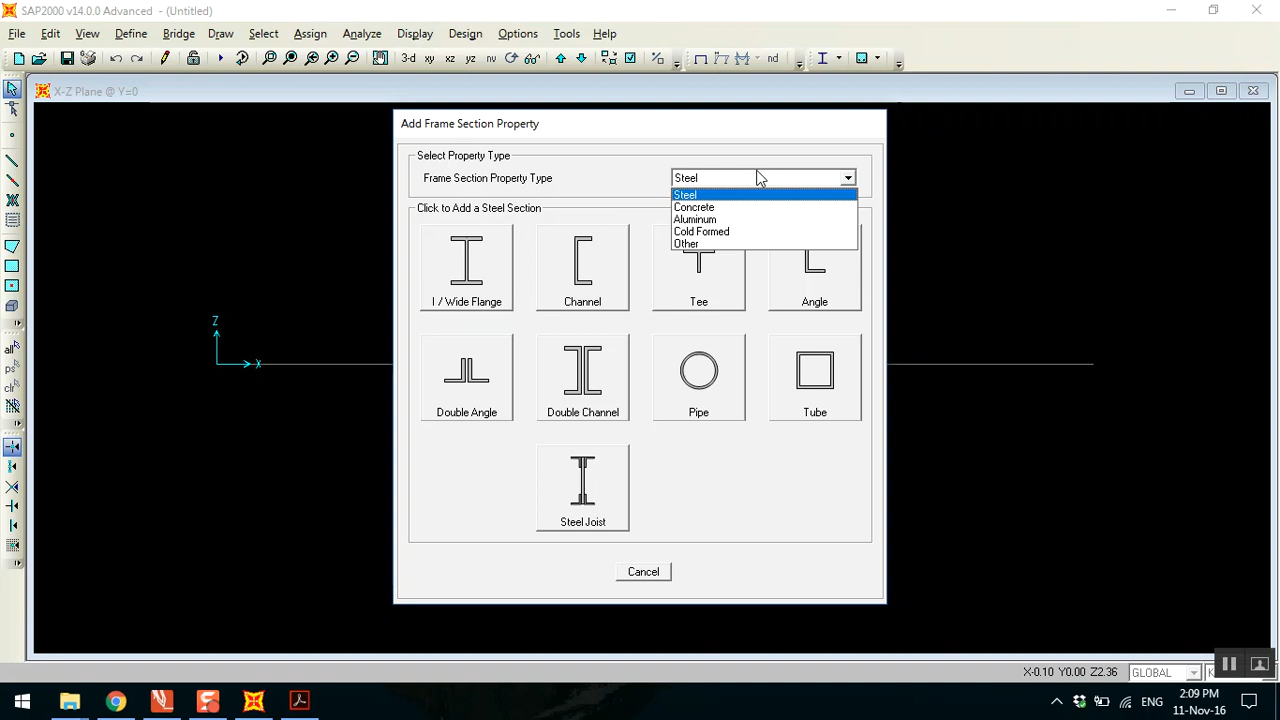 SAP2000 v14.0.0 Advanced - (Untitled)
File Edit View Define Bridge Draw Select Assign Analyze Display Design Options Tools Help
3-d xy xz yz nv nd
X-Z Plane @ Y=0
Add Frame Section Property
Select Property Type
Frame Section Property Type
Steel
Steel
Concrete
Aluminum
Cold Formed
Other
Click to Add a Steel Section
I / Wide Flange Channel Tee Angle
Double Angle Double Channel Pipe Tube
Steel Joist
Cancel
Z
X
all
ps
clr
X-0.10 Y0.00 Z2.36 GLOBAL
ENG
2:09 PM
11-Nov-16